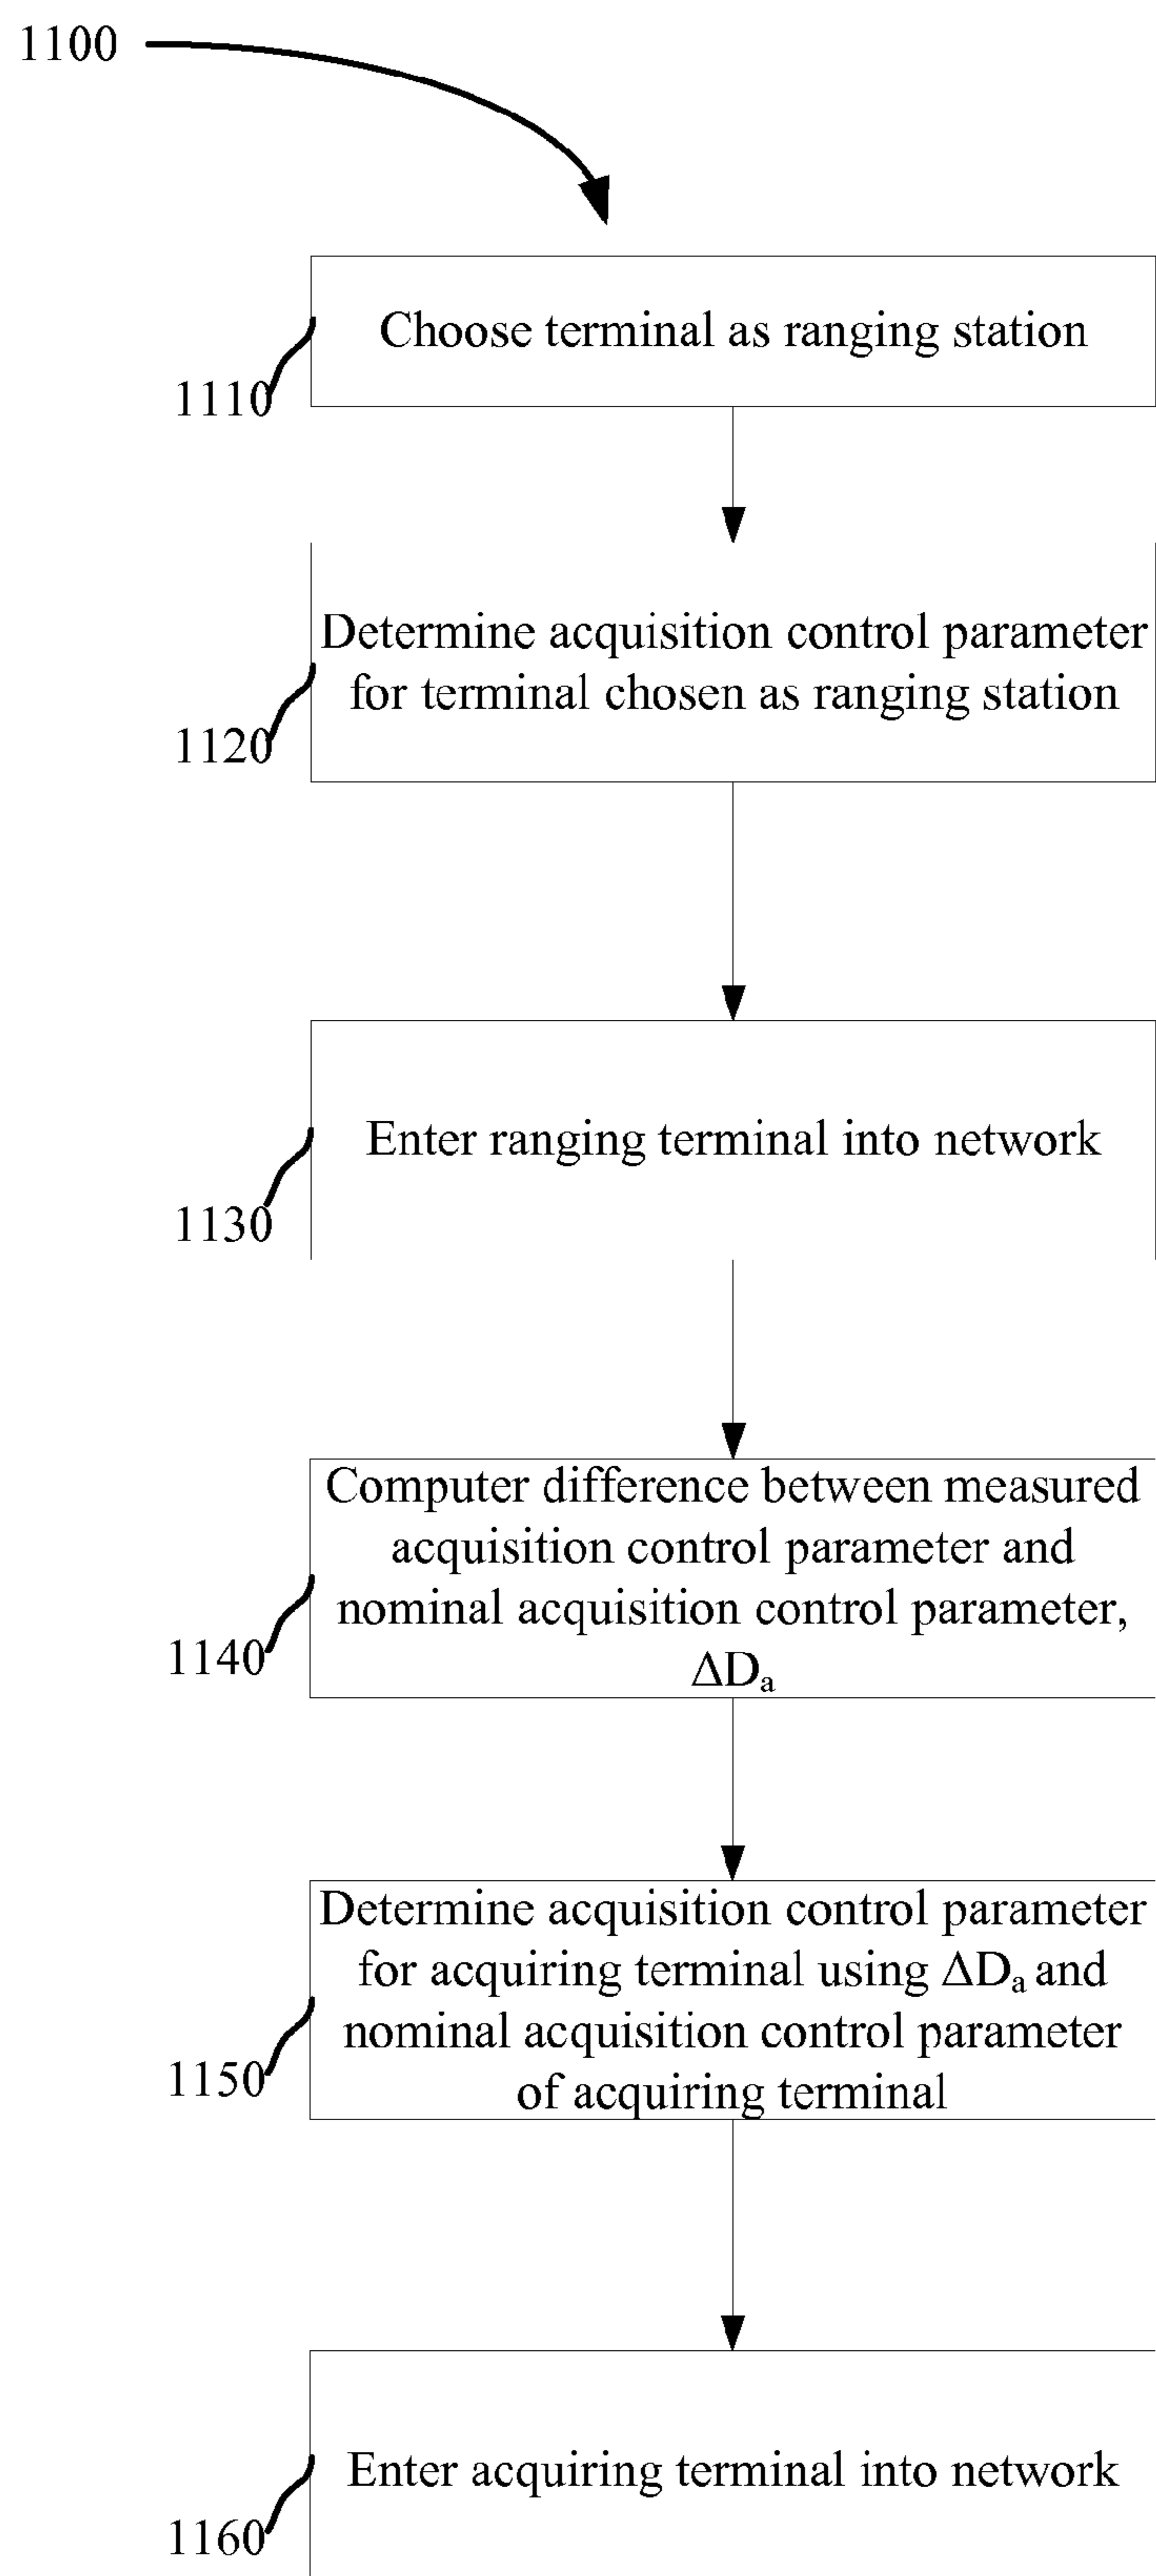 1100
Choose terminal as ranging station
1110
Determine acquisition control parameter
for terminal chosen as ranging station
1120
Enter ranging terminal into network
1130
Computer difference between measured
acquisition control parameter and
nominal acquisition control parameter,
ΔDₐ
1140
Determine acquisition control parameter
for acquiring terminal using ΔDₐ and
nominal acquisition control parameter
of acquiring terminal
1150
Enter acquiring terminal into network
1160